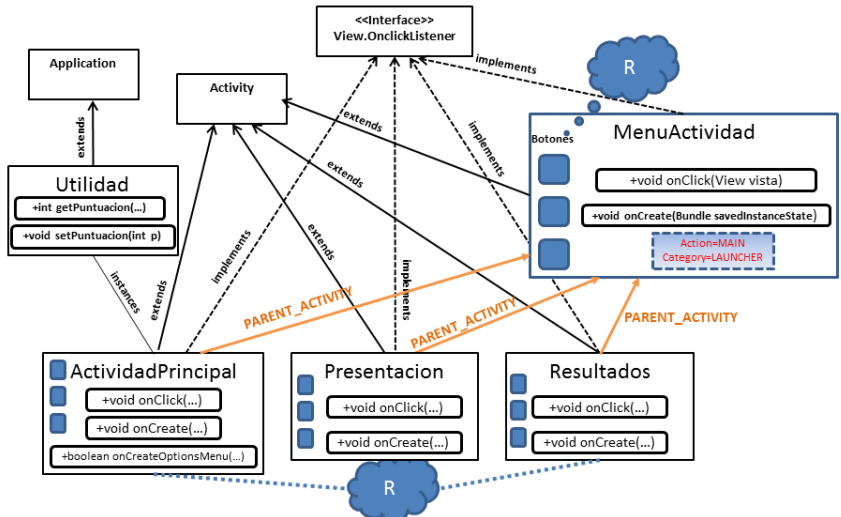 <<Interface>>
View.OnclickListener
Application
Activity
R
implements
extends
extends
Botones
MenuActividad
+void onClick(View vista)
+void onCreate(Bundle savedInstanceState)
Action=MAIN
Category=LAUNCHER
Utilidad
+int getPuntuacion(...)
+void setPuntuacion(int p)
instances
extends
implements
extends
implements
extends
implements
PARENT_ACTIVITY
PARENT_ACTIVITY
PARENT_ACTIVITY
ActividadPrincipal
+void onClick(...)
+void onCreate(...)
+boolean onCreateOptionsMenu(...)
Presentacion
+void onClick(...)
+void onCreate(...)
Resultados
+void onClick(...)
+void onCreate(...)
R